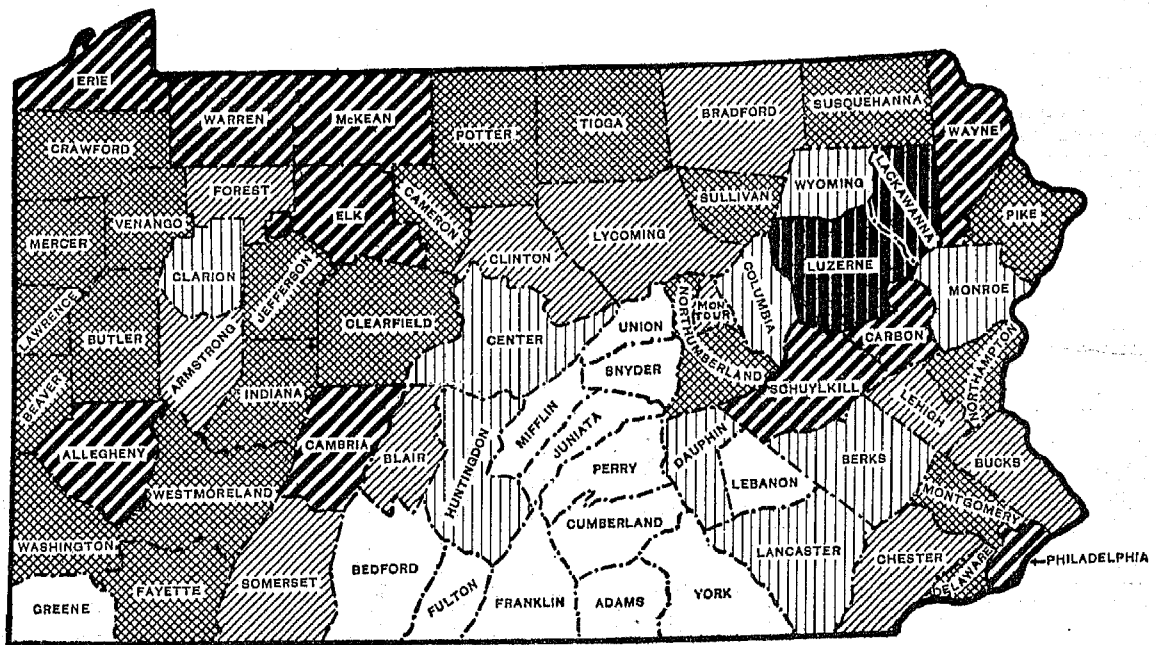 ERIE
WARREN
McKEAN
POTTER
TIOGA
BRADFORD
SUSQUEHANNA
WAYNE
CRAWFORD
FOREST
ELK
CAMERON
SULLIVAN
WYOMING
LACKAWANNA
PIKE
MERCER
VENANGO
CLARION
JEFFERSON
CLINTON
LYCOMING
COLUMBIA
LUZERNE
MONROE
LAWRENCE
BUTLER
ARMSTRONG
CLEARFIELD
CENTER
UNION
NORTHUMBERLAND
MON
TOUR
CARBON
BEAVER
INDIANA
SNYDER
SCHUYLKILL
LEHIGH
NORTHAMPTON
ALLEGHENY
CAMBRIA
BLAIR
HUNTINGDON
MIFFLIN
JUNIATA
PERRY
DAUPHIN
LEBANON
BERKS
BUCKS
WESTMORELAND
CUMBERLAND
MONTGOMERY
WASHINGTON
FAYETTE
SOMERSET
BEDFORD
FULTON
FRANKLIN
ADAMS
YORK
LANCASTER
CHESTER
DELAWARE
PHILADELPHIA
GREENE